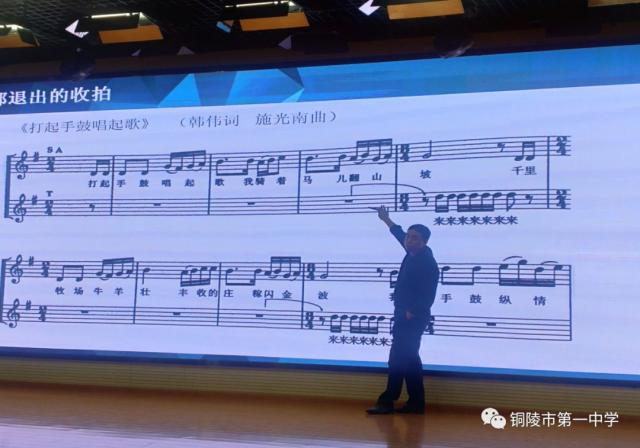 部退出的收拍
《打起手鼓唱起歌》 （韩伟词 施光南曲）
S A
打起 手 鼓 唱 起 歌 我骑着 马 儿翻山 坡 千里
T
来来来来来来来
牧场 牛 羊 壮 丰 收的 庄 稼闪金 波 手 鼓 纵 情
来来来来来来
铜陵市第一中学